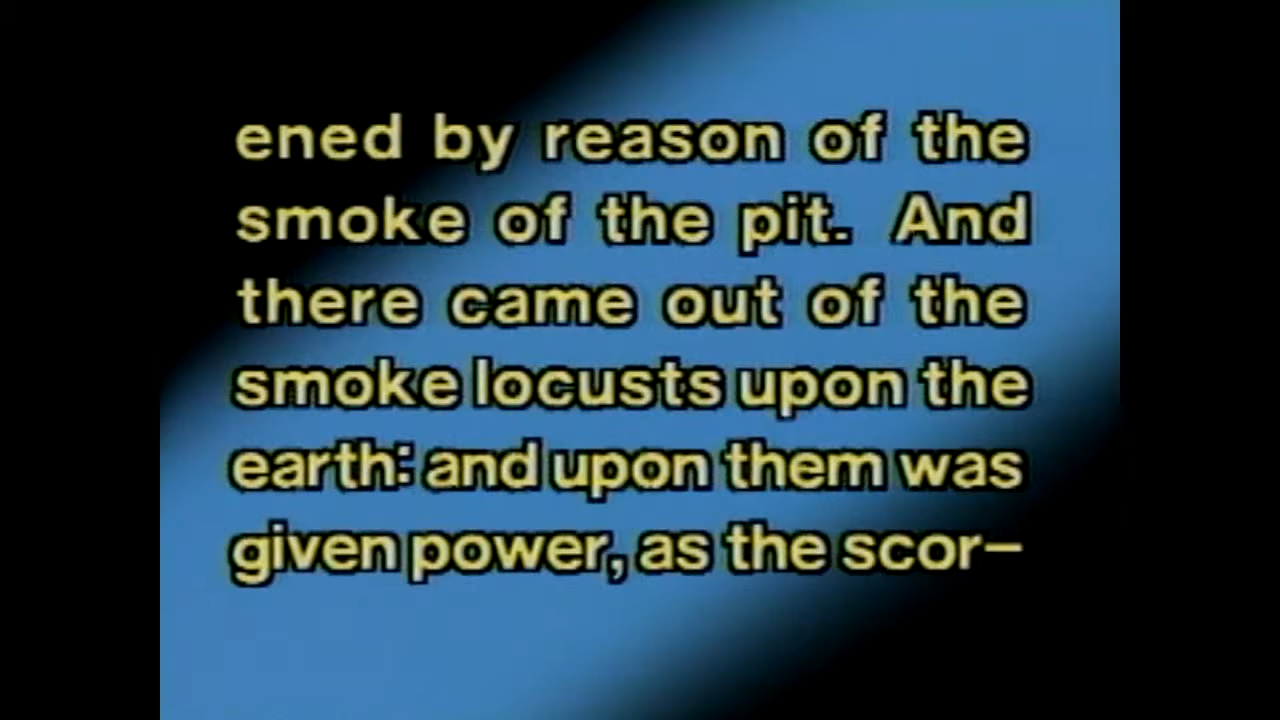 ened by reason of the
smoke of the pit. And
there came out of the
smoke locusts upon the
earth: and upon them was
given power, as the scor–